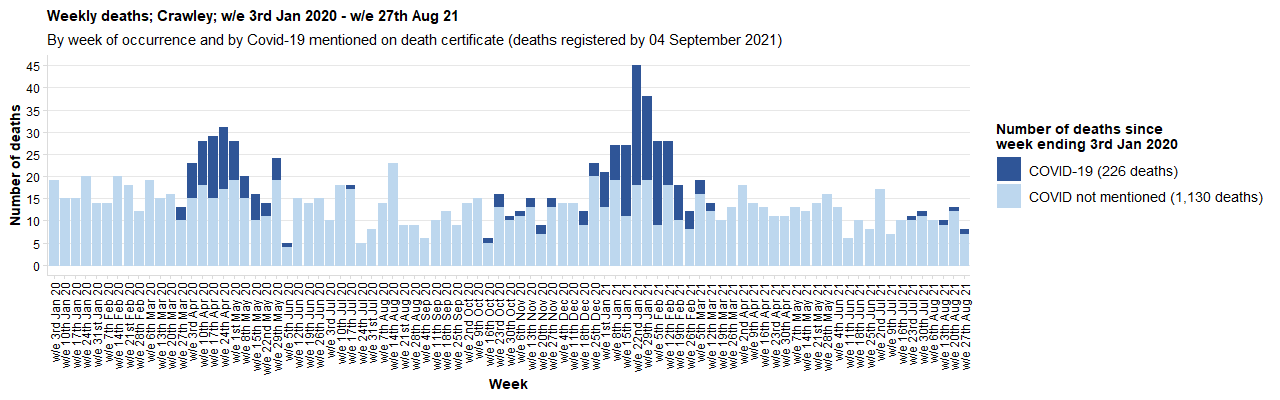 Weekly deaths; Crawley; w/e 3rd Jan 2020 - w/e 27th Aug 21
By week of occurrence and by Covid-19 mentioned on death certificate (deaths registered by 04 September 2021)
Number of deaths
45
40
35
30
25
20
15
10
5
0
w/e 3rd Jan 20
w/e 10th Jan 20
w/e 17th Jan 20
w/e 24th Jan 20
w/e 31st Jan 20
w/e 7th Feb 20
w/e 14th Feb 20
w/e 21st Feb 20
w/e 28th Feb 20
w/e 6th Mar 20
w/e 13th Mar 20
w/e 20th Mar 20
w/e 27th Mar 20
w/e 3rd Apr 20
w/e 10th Apr 20
w/e 17th Apr 20
w/e 24th Apr 20
w/e 1st May 20
w/e 8th May 20
w/e 15th May 20
w/e 22nd May 20
w/e 29th May 20
w/e 5th Jun 20
w/e 12th Jun 20
w/e 19th Jun 20
w/e 26th Jun 20
w/e 3rd Jul 20
w/e 10th Jul 20
w/e 17th Jul 20
w/e 24th Jul 20
w/e 31st Jul 20
w/e 7th Aug 20
w/e 14th Aug 20
w/e 21st Aug 20
w/e 28th Aug 20
w/e 4th Sep 20
w/e 11th Sep 20
w/e 18th Sep 20
w/e 25th Sep 20
w/e 2nd Oct 20
w/e 9th Oct 20
w/e 16th Oct 20
w/e 23rd Oct 20
w/e 30th Oct 20
w/e 6th Nov 20
w/e 13th Nov 20
w/e 20th Nov 20
w/e 27th Nov 20
w/e 4th Dec 20
w/e 11th Dec 20
w/e 18th Dec 20
w/e 25th Dec 20
w/e 1st Jan 21
w/e 8th Jan 21
w/e 15th Jan 21
w/e 22nd Jan 21
w/e 29th Jan 21
w/e 5th Feb 21
w/e 12th Feb 21
w/e 19th Feb 21
w/e 26th Feb 21
w/e 5th Mar 21
w/e 12th Mar 21
w/e 19th Mar 21
w/e 26th Mar 21
w/e 2nd Apr 21
w/e 9th Apr 21
w/e 16th Apr 21
w/e 23rd Apr 21
w/e 30th Apr 21
w/e 7th May 21
w/e 14th May 21
w/e 21st May 21
w/e 28th May 21
w/e 4th Jun 21
w/e 11th Jun 21
w/e 18th Jun 21
w/e 25th Jun 21
w/e 2nd Jul 21
w/e 9th Jul 21
w/e 16th Jul 21
w/e 23rd Jul 21
w/e 30th Jul 21
w/e 6th Aug 21
w/e 13th Aug 21
w/e 20th Aug 21
w/e 27th Aug 21
Week
Number of deaths since
week ending 3rd Jan 2020
COVID-19 (226 deaths)
COVID not mentioned (1,130 deaths)